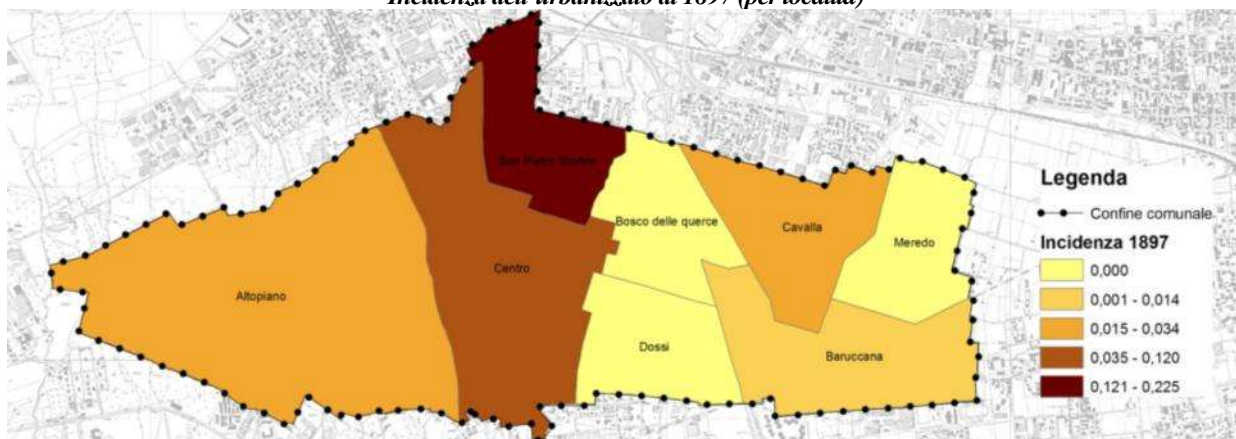 Incidenza dell'urbanizzato al 1897 (per località)
San Pietro Martire
Bosco delle querce
Cavalla
Meredo
Centro
Altopiano
Dossi
Baruccana
Legenda
Confine comunale
Incidenza 1897
0,000
0,001 - 0,014
0,015 - 0,034
0,035 - 0,120
0,121 - 0,225